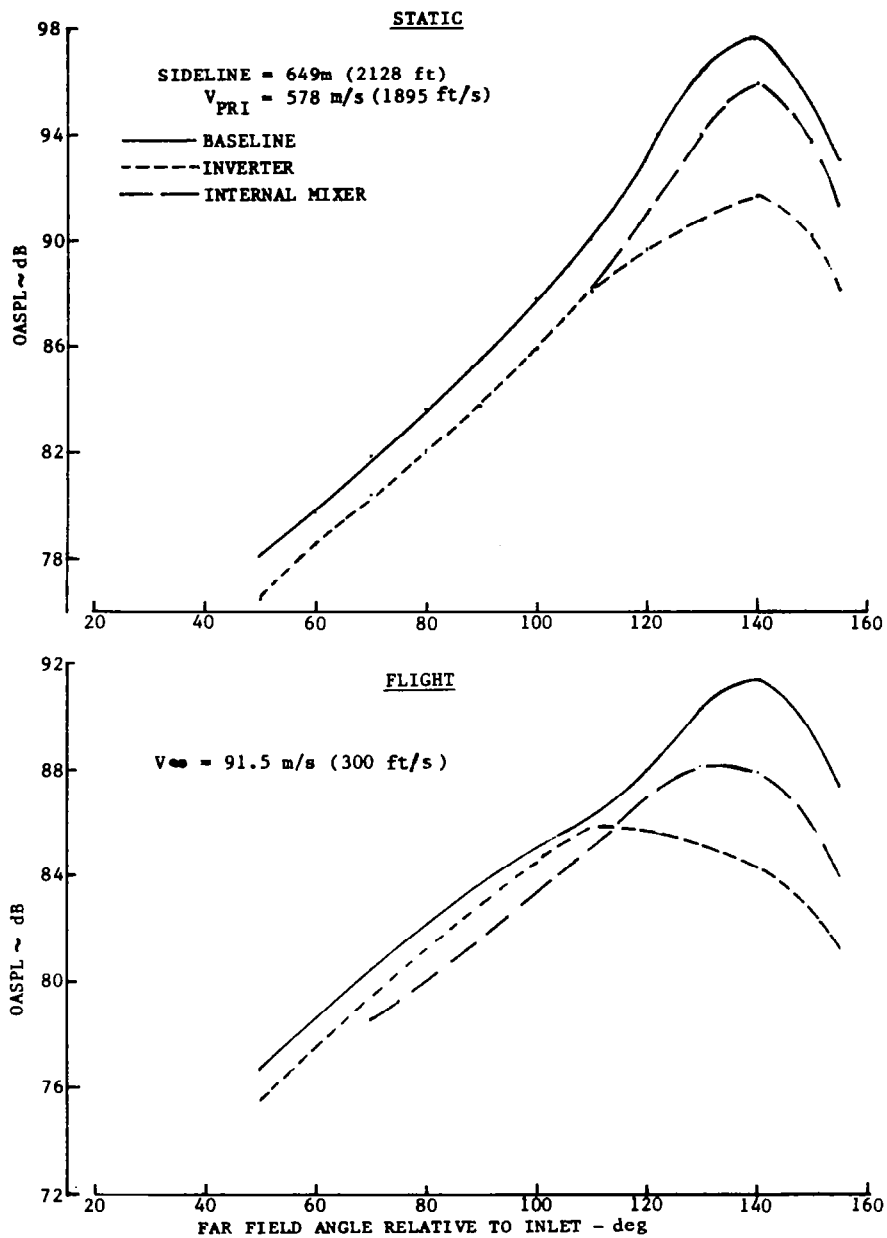 STATIC
SIDELINE = 649m (2128 ft)
VPRI = 578 m/s (1895 ft/s)
BASELINE
INVERTER
INTERNAL MIXER
98
94
90
86
82
78
OASPL ~ dB
20 40 60 80 100 120 140 160
FLIGHT
V∞ = 91.5 m/s (300 ft/s)
92
88
84
80
76
72
OASPL ~ dB
20 40 60 80 100 120 140 160
FAR FIELD ANGLE RELATIVE TO INLET - deg